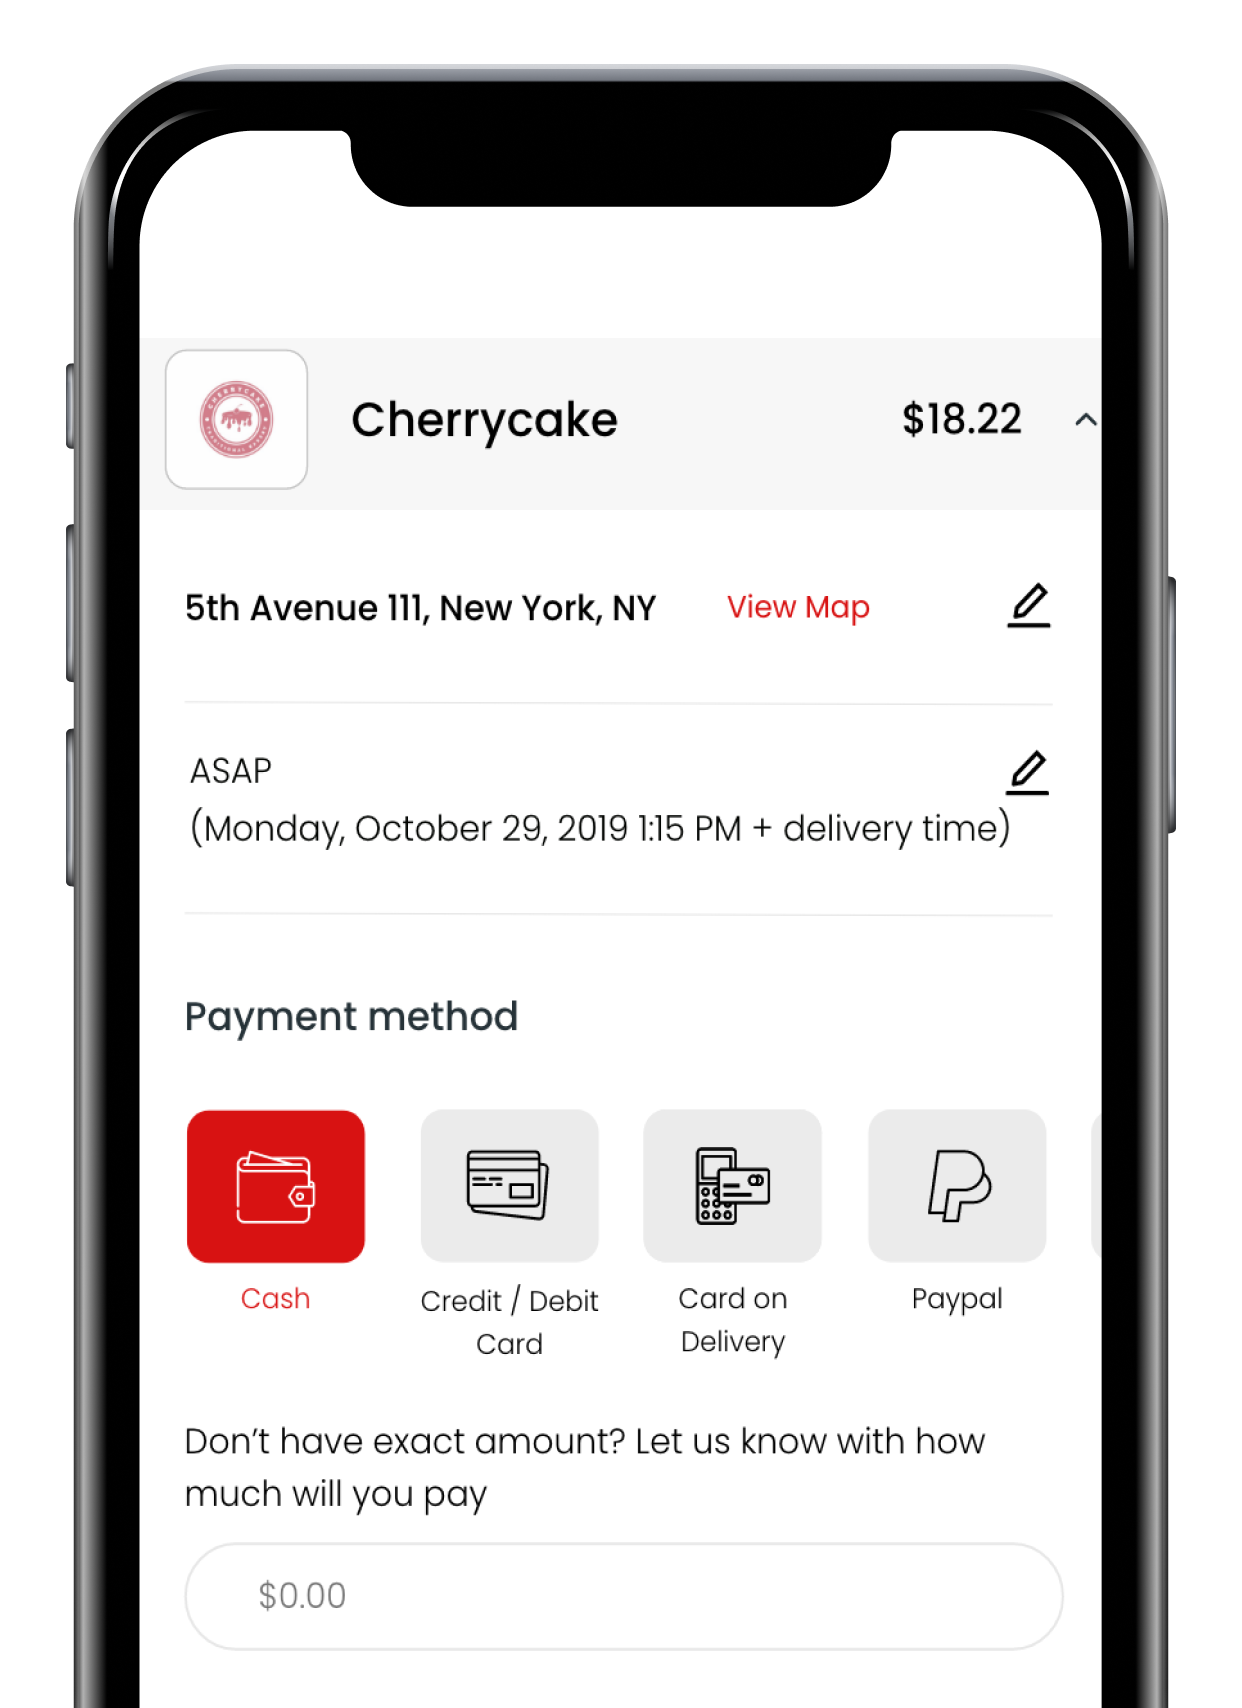 CHERRYCAKE
Cherrycake $18.22
5th Avenue 111, New York, NY View Map
ASAP
(Monday, October 29, 2019 1:15 PM + delivery time)
Payment method
Cash
Credit / Debit
Card
Card on
Delivery
Paypal
Don't have exact amount? Let us know with how
much will you pay
$0.00